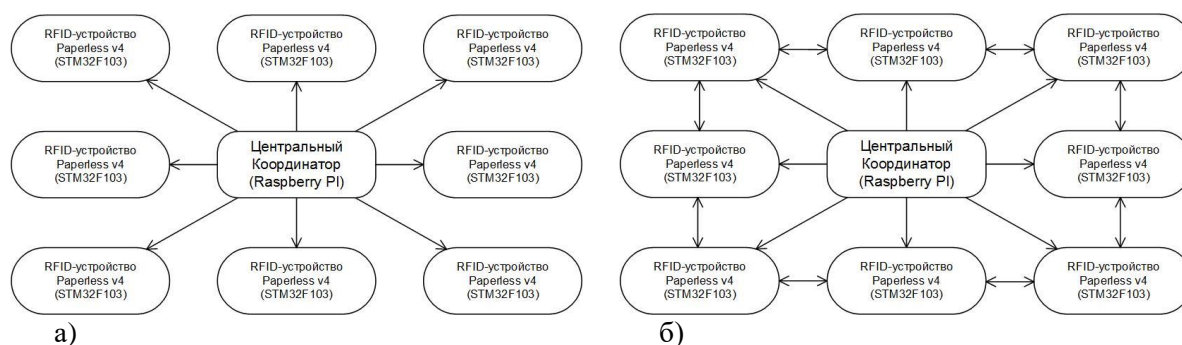 RFID-устройство
Paperless v4
(STM32F103)
RFID-устройство
Paperless v4
(STM32F103)
RFID-устройство
Paperless v4
(STM32F103)
RFID-устройство
Paperless v4
(STM32F103)
Центральный
Координатор
(Raspberry PI)
RFID-устройство
Paperless v4
(STM32F103)
RFID-устройство
Paperless v4
(STM32F103)
RFID-устройство
Paperless v4
(STM32F103)
RFID-устройство
Paperless v4
(STM32F103)
а)
RFID-устройство
Paperless v4
(STM32F103)
RFID-устройство
Paperless v4
(STM32F103)
RFID-устройство
Paperless v4
(STM32F103)
RFID-устройство
Paperless v4
(STM32F103)
Центральный
Координатор
(Raspberry PI)
RFID-устройство
Paperless v4
(STM32F103)
RFID-устройство
Paperless v4
(STM32F103)
RFID-устройство
Paperless v4
(STM32F103)
RFID-устройство
Paperless v4
(STM32F103)
б)